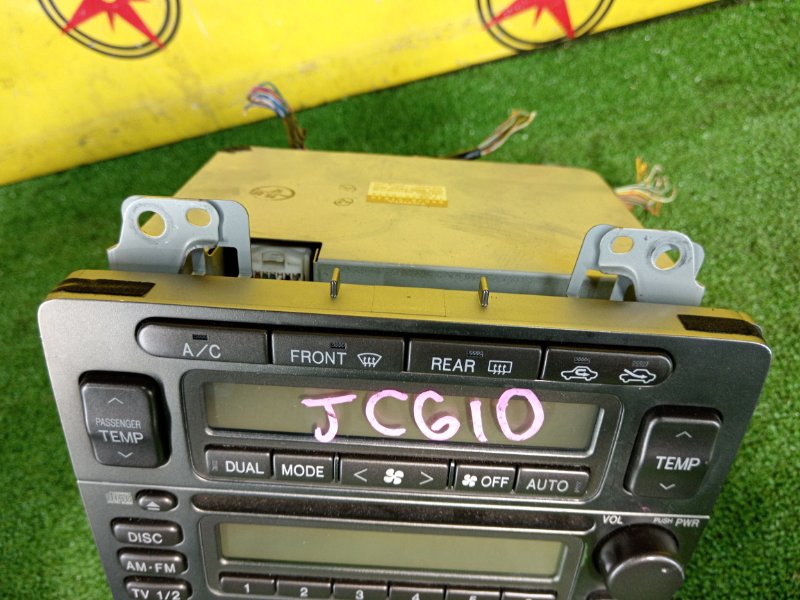 A/C FRONT REAR
PASSENGER
TEMP
JCG10
TEMP
DUAL MODE < > OFF AUTO
VOL PUSH PWR
DISC
AM·FM
TV 1/2
1 2 3 4 5 6